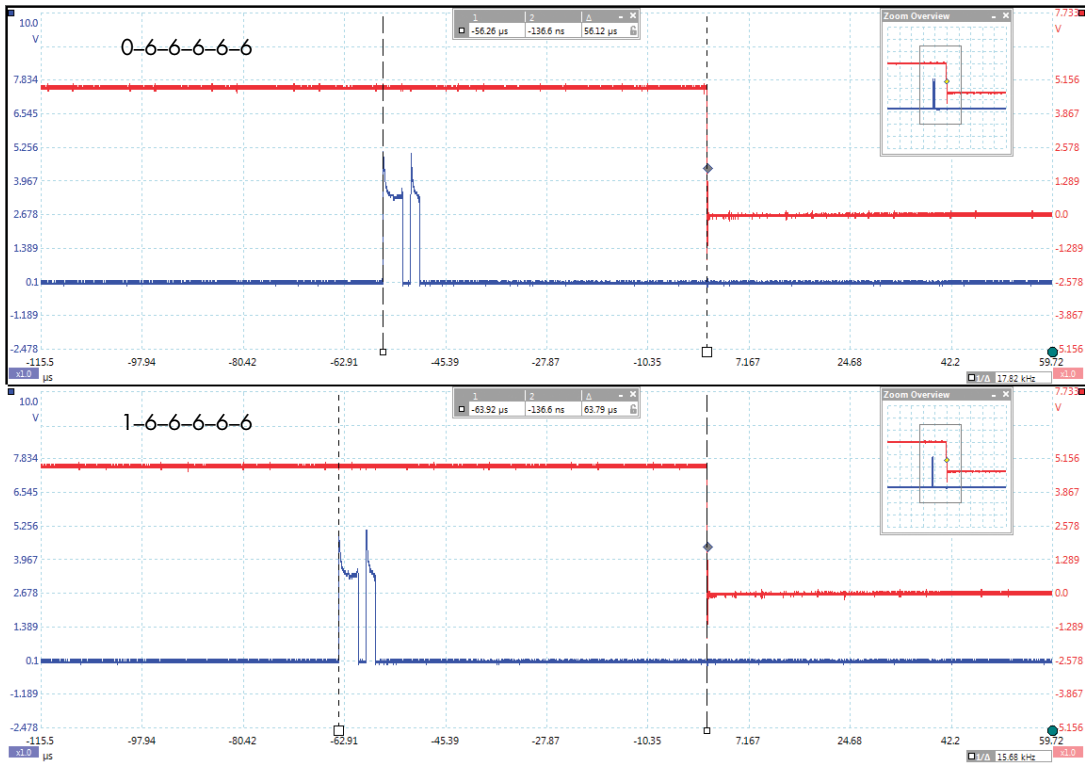 10.0
V
0-6-6-6-6-6
1 2 Δ
-56.26 µs -136.6 ns 56.12 µs
Zoom Overview
7.733
V
7.834
6.545
5.256
3.967
2.678
1.389
0.1
-1.189
-2.478
5.156
3.867
2.578
1.289
0.0
-1.289
-2.578
-3.867
-5.156
-115.5 -97.94 -80.42 -62.91 -45.39 -27.87 -10.35 7.167 24.68 42.2 59.72
x1.0 µs
1/Δ 17.82 kHz
x1.0
10.0
V
1-6-6-6-6-6
1 2 Δ
-63.92 µs -136.6 ns 63.79 µs
Zoom Overview
7.733
V
7.834
6.545
5.256
3.967
2.678
1.389
0.1
-1.189
-2.478
5.156
3.867
2.578
1.289
0.0
-1.289
-2.578
-3.867
-5.156
-115.5 -97.94 -80.42 -62.91 -45.39 -27.87 -10.35 7.167 24.68 42.2 59.72
x1.0 µs
1/Δ 15.68 kHz
x1.0